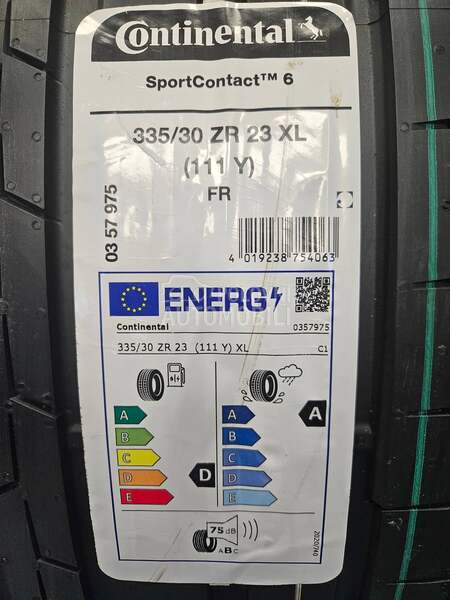 Continental
SportContact™ 6
335/30 ZR 23 XL
(111 Y)
FR
03 57 975
4 019238 754063
ENERG
AUTOMOBILI
Continental 0357975
335/30 ZR 23 (111 Y) XL C1
A A A
B B
C C
D D D
E E
75 dB
ABC
2020/740